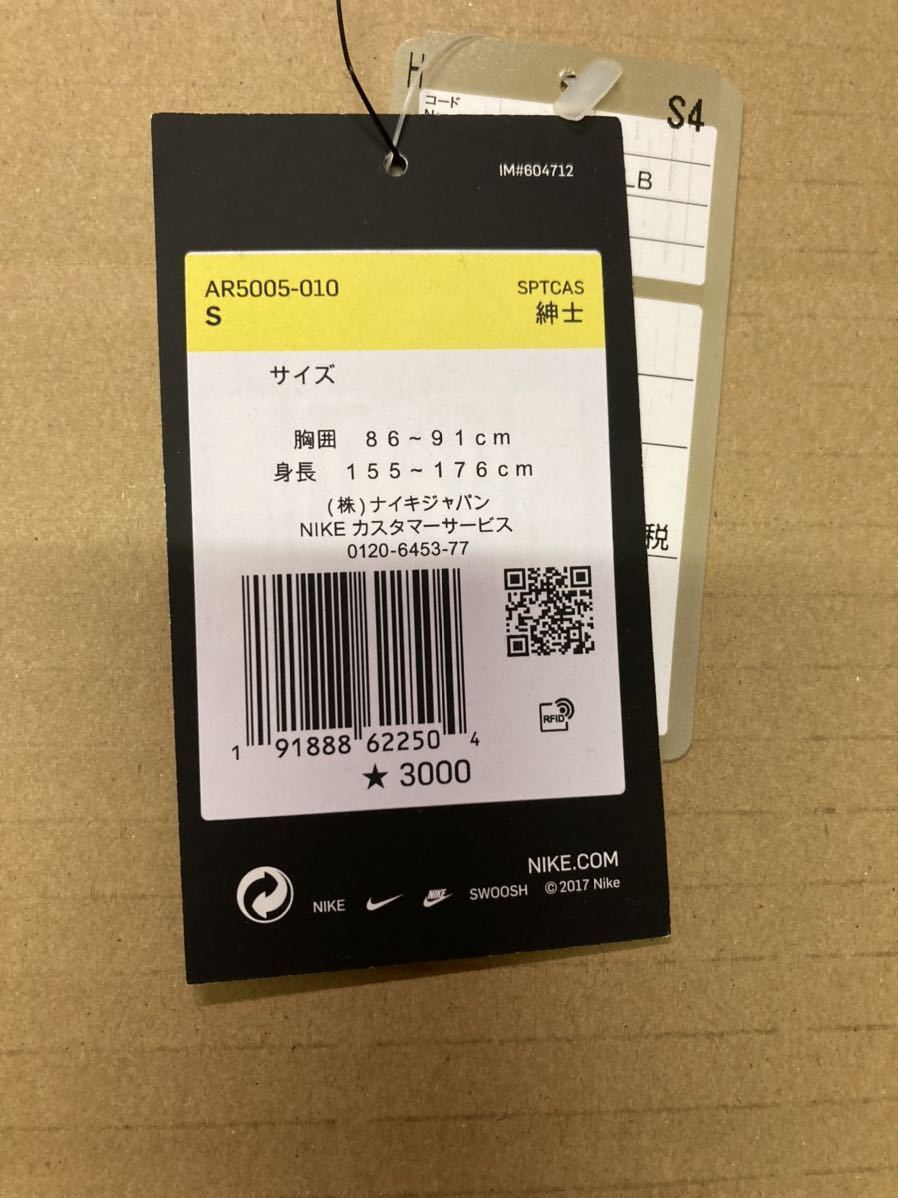 H
S4
コード
LB
税
IM#604712
AR5005-010
SPTCAS
S
紳士
サイズ
胸囲 86~91cm
身長 155~176cm
(株)ナイキジャパン
NIKE カスタマーサービス
0120-6453-77
1 91888 62250 4
RFID
★ 3000
NIKE.COM
NIKE NIKE SWOOSH © 2017 Nike